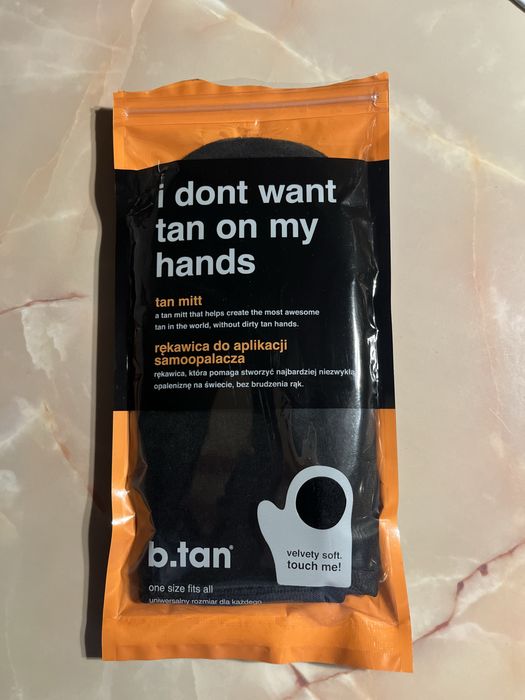 i dont want
tan on my
hands
tan mitt
a tan mitt that helps create the most awesome
tan in the world, without dirty tan hands.
rękawica do aplikacji
samoopalacza
rękawica, która pomaga stworzyć najbardziej niezwykłą
opaleniznę na świecie, bez brudzenia rąk.
velvety soft.
touch me!
b.tan®
one size fits all
uniwersalny rozmiar dla każdego